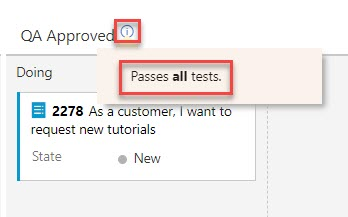 QA Approved
Passes all tests.
Doing
2278 As a customer, I want to
request new tutorials
State New